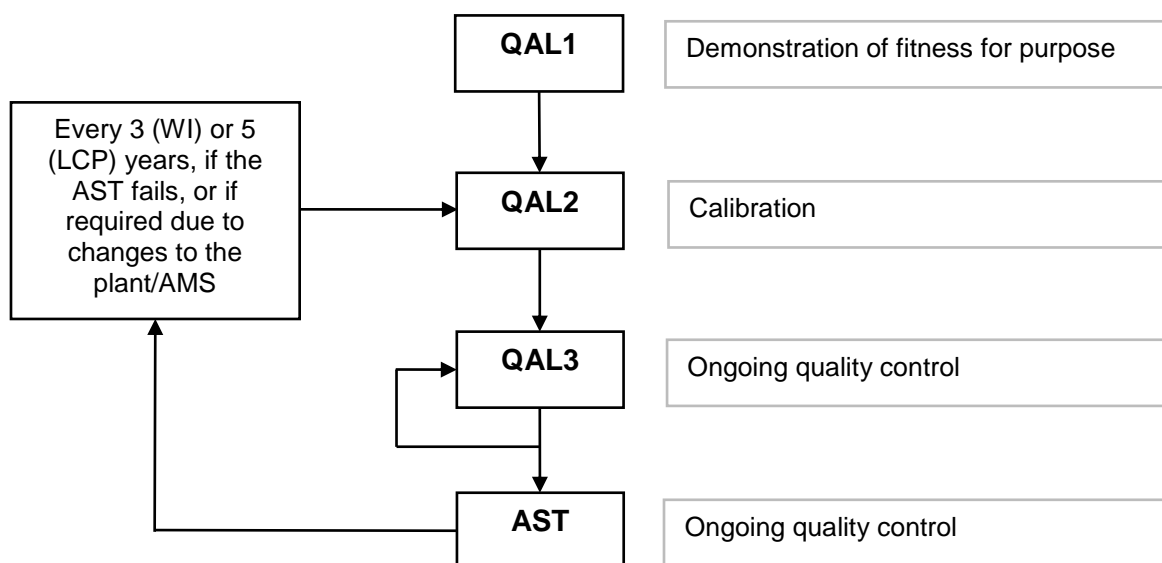 QAL1
Demonstration of fitness for purpose
Every 3 (WI) or 5
(LCP) years, if the
AST fails, or if
required due to
changes to the
plant/AMS
QAL2
Calibration
QAL3
Ongoing quality control
AST
Ongoing quality control